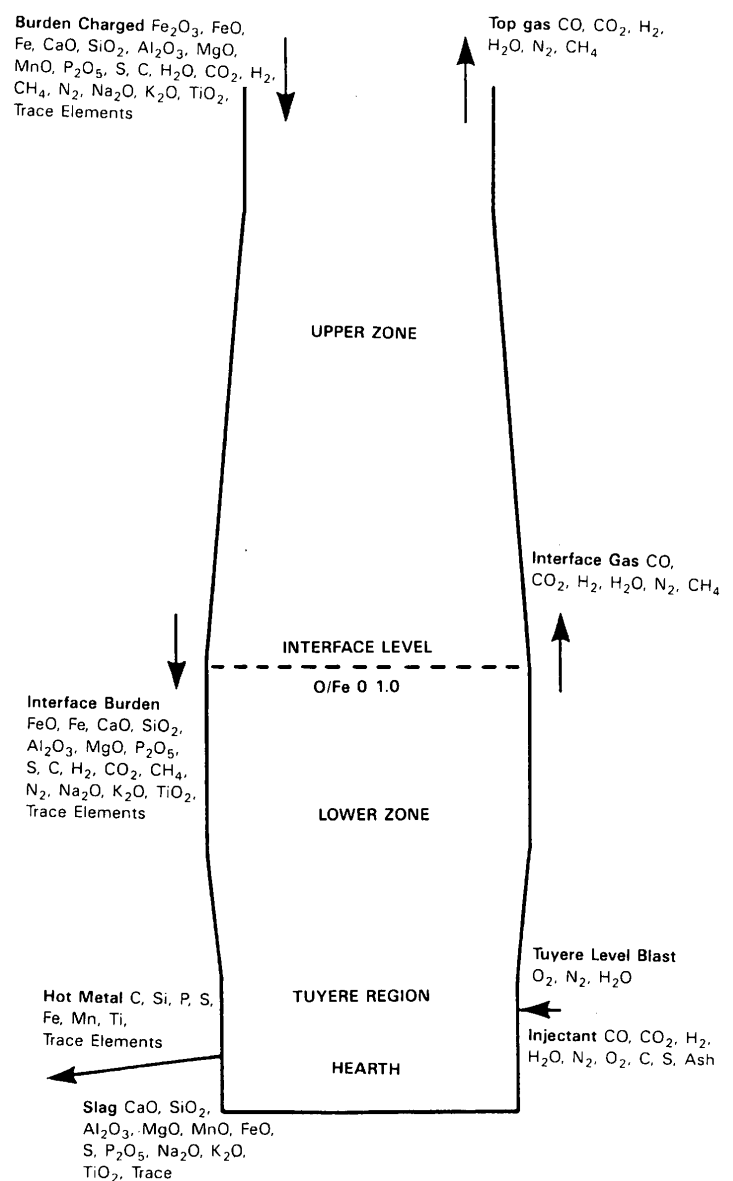 Burden Charged Fe₂O₃, FeO,
Fe, CaO, SiO₂, Al₂O₃, MgO,
MnO, P₂O₅, S, C, H₂O, CO₂, H₂,
CH₄, N₂, Na₂O, K₂O, TiO₂,
Trace Elements
Top gas CO, CO₂, H₂,
H₂O, N₂, CH₄
UPPER ZONE
Interface Gas CO,
CO₂, H₂, H₂O, N₂, CH₄
INTERFACE LEVEL
O/Fe 0 1.0
Interface Burden
FeO, Fe, CaO, SiO₂,
Al₂O₃, MgO, P₂O₅,
S, C, H₂, CO₂, CH₄,
N₂, Na₂O, K₂O, TiO₂,
Trace Elements
LOWER ZONE
Tuyere Level Blast
O₂, N₂, H₂O
Hot Metal C, Si, P, S,
Fe, Mn, Ti,
Trace Elements
TUYERE REGION
Injectant CO, CO₂, H₂,
H₂O, N₂, O₂, C, S, Ash
HEARTH
Slag CaO, SiO₂,
Al₂O₃, MgO, MnO, FeO,
S, P₂O₅, Na₂O, K₂O,
TiO₂, Trace